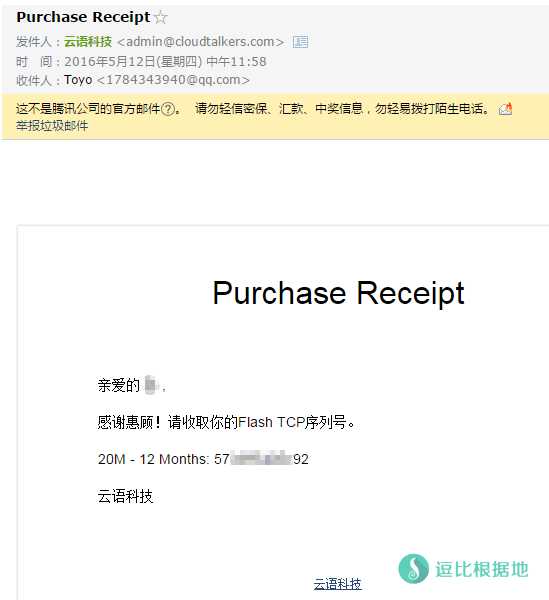 Purchase Receipt
发件人：云语科技 <admin@cloudtalkers.com>
时　间：2016年5月12日(星期四) 中午11:58
收件人：Toyo <1784343940@qq.com>
这不是腾讯公司的官方邮件?。 请勿轻信密保、汇款、中奖信息，勿轻易拨打陌生电话。
举报垃圾邮件
Purchase Receipt
亲爱的 ,
感谢惠顾！请收取你的Flash TCP序列号。
20M - 12 Months: 57 92
云语科技
云语科技
逗比根据地